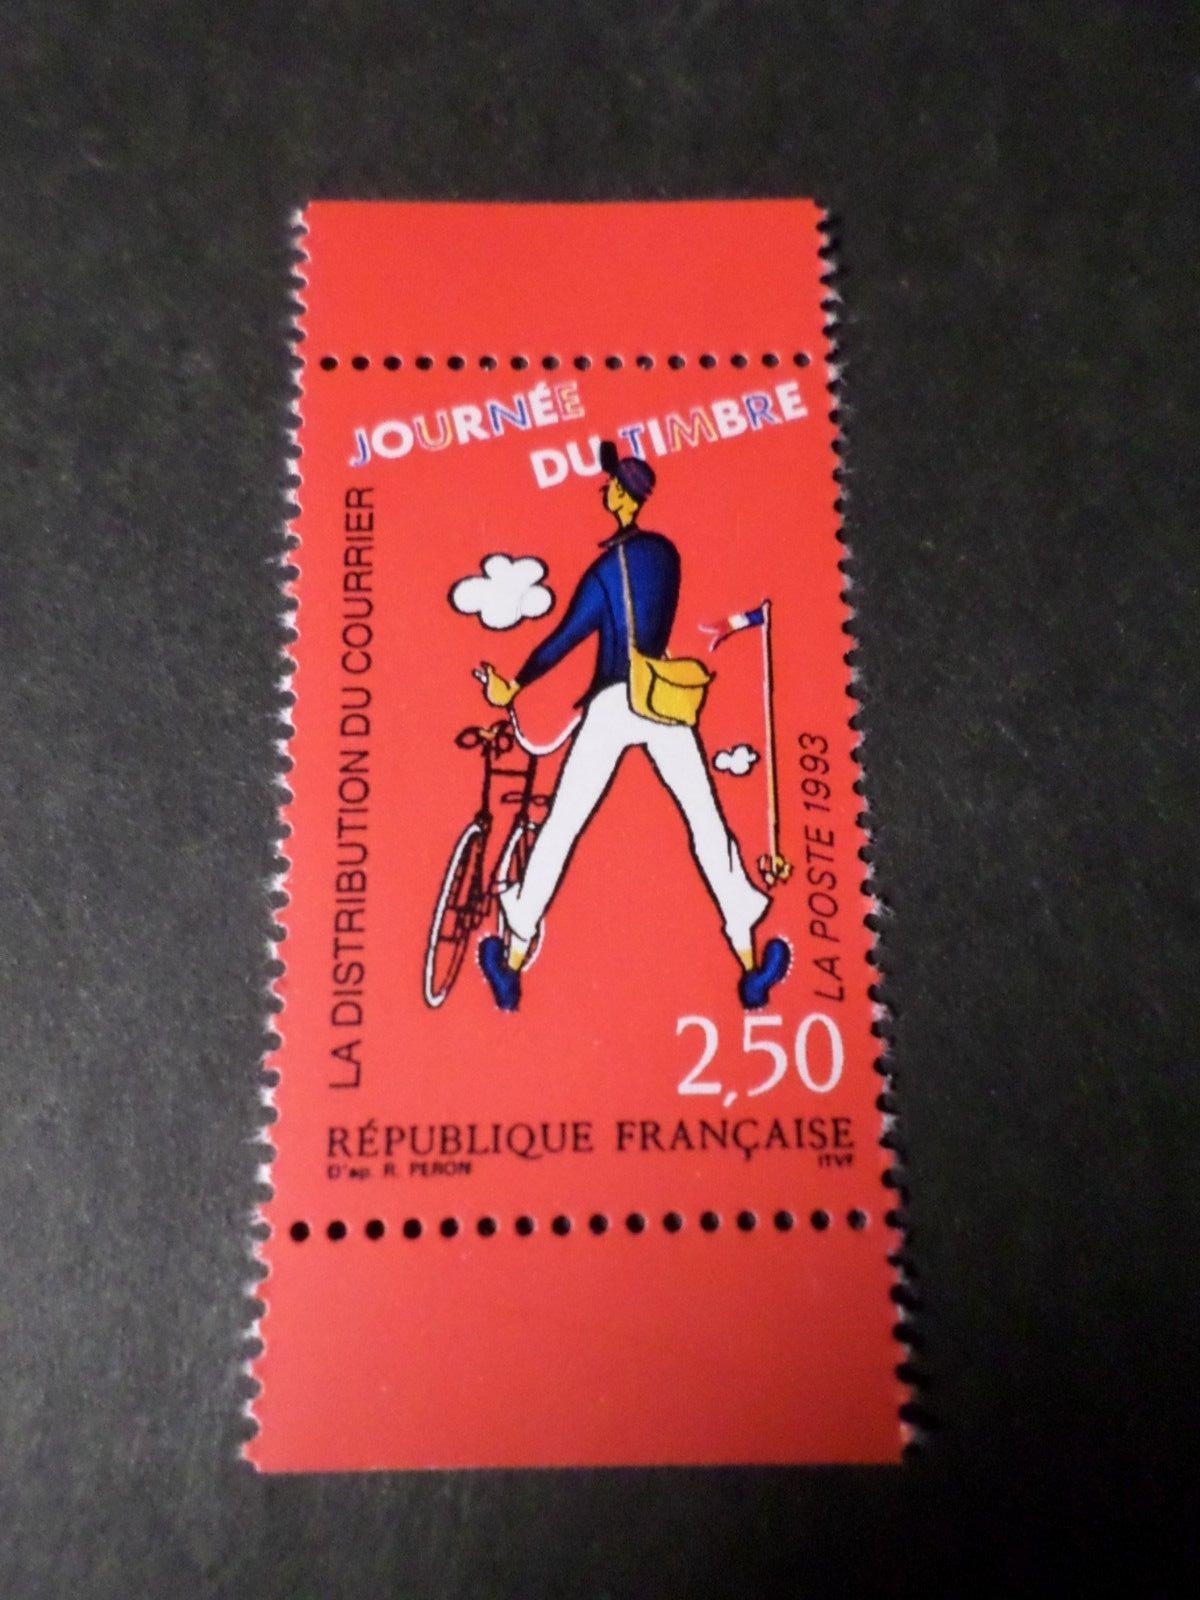 JOURNÉE
DU TIMBRE
LA DISTRIBUTION DU COURRIER
LA POSTE 1993
2,50
RÉPUBLIQUE FRANÇAISE
D'ap. R. PERON
ITVF